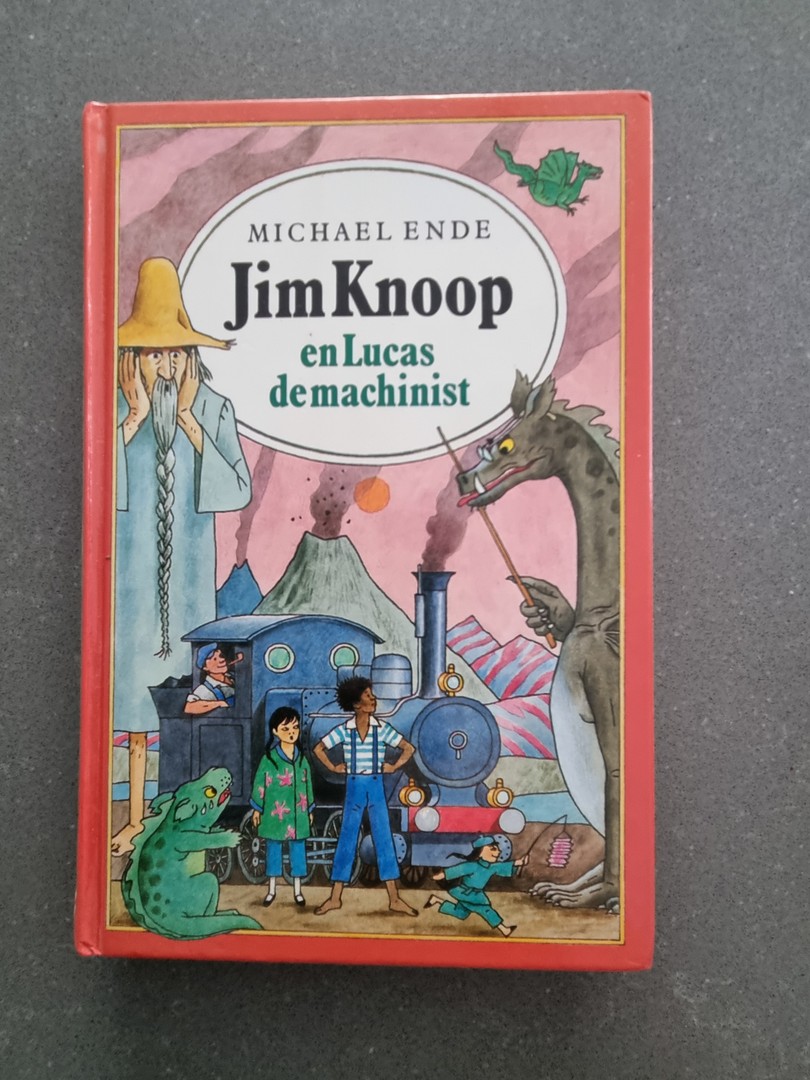 MICHAEL ENDE
Jim Knoop
en Lucas
de machinist